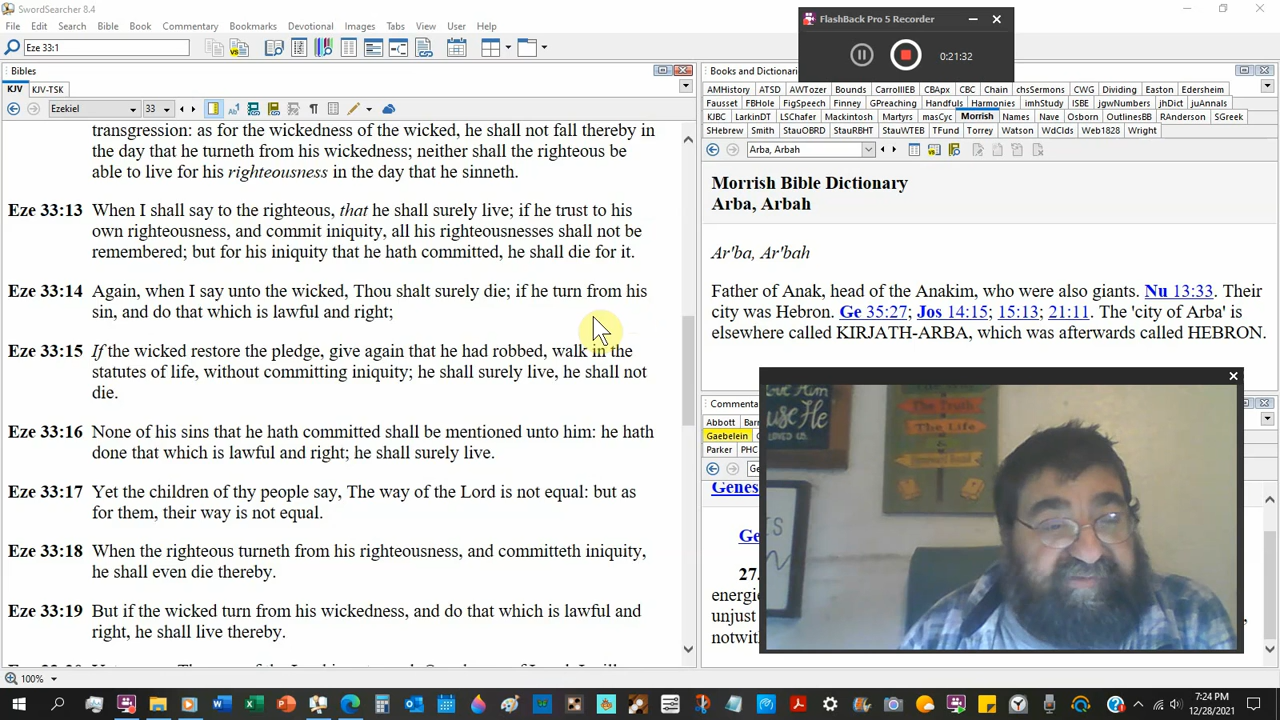 SwordSearcher 8.4
File Edit Search Bible Book Commentary Bookmarks Devotional Images Tabs View User Help
Eze 33:1
FlashBack Pro 5 Recorder
0:21:32
Bibles
KJV KJV-TSK
Ezekiel 33
transgression: as for the wickedness of the wicked, he shall not fall thereby in
the day that he turneth from his wickedness; neither shall the righteous be
able to live for his righteousness in the day that he sinneth.
Eze 33:13 When I shall say to the righteous, that he shall surely live; if he trust to his
own righteousness, and commit iniquity, all his righteousnesses shall not be
remembered; but for his iniquity that he hath committed, he shall die for it.
Eze 33:14 Again, when I say unto the wicked, Thou shalt surely die; if he turn from his
sin, and do that which is lawful and right;
Eze 33:15 If the wicked restore the pledge, give again that he had robbed, walk in the
statutes of life, without committing iniquity; he shall surely live, he shall not
die.
Eze 33:16 None of his sins that he hath committed shall be mentioned unto him: he hath
done that which is lawful and right; he shall surely live.
Eze 33:17 Yet the children of thy people say, The way of the Lord is not equal: but as
for them, their way is not equal.
Eze 33:18 When the righteous turneth from his righteousness, and committeth iniquity,
he shall even die thereby.
Eze 33:19 But if the wicked turn from his wickedness, and do that which is lawful and
right, he shall live thereby.
100%
Books and Dictionari
AMHistory ATSD AWTozer Bounds CarrollIEB CBApx CBC Chain chsSermons CWG Dividing Easton Edersheim
Fausset FBHole FigSpeech Finney GPreaching Handfuls Harmonies imhStudy ISBE jgwNumbers jhDict juAnnals
KJBC LarkinDT LSChafer Mackintosh Martyrs masCyc Morrish Names Nave Osborn OutlinesBB RAnderson SGreek
SHebrew Smith StauOBRD StauRBHT StauWTEB TFund Torrey Watson WdClds Web1828 Wright
Arba, Arbah
Morrish Bible Dictionary
Arba, Arbah
Ar'ba, Ar'bah
Father of Anak, head of the Anakim, who were also giants. Nu 13:33. Their
city was Hebron. Ge 35:27; Jos 14:15; 15:13; 21:11. The 'city of Arba' is
elsewhere called KIRJATH-ARBA, which was afterwards called HEBRON.
Commenta
Abbott Bar
Gaebelein
Parker PHC
Ge
Genes
Ge
27.
energie
unjust
notwit
The Truth
The Life
LOVED US.
7:24 PM
12/28/2021